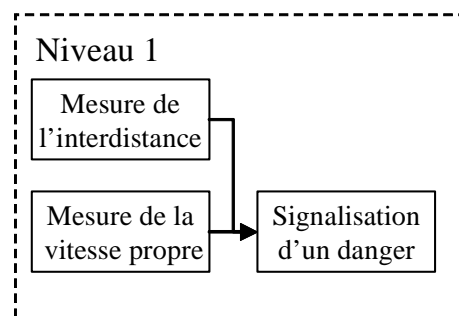 Niveau 1
Mesure de
l’interdistance
Mesure de la
vitesse propre
Signalisation
d’un danger